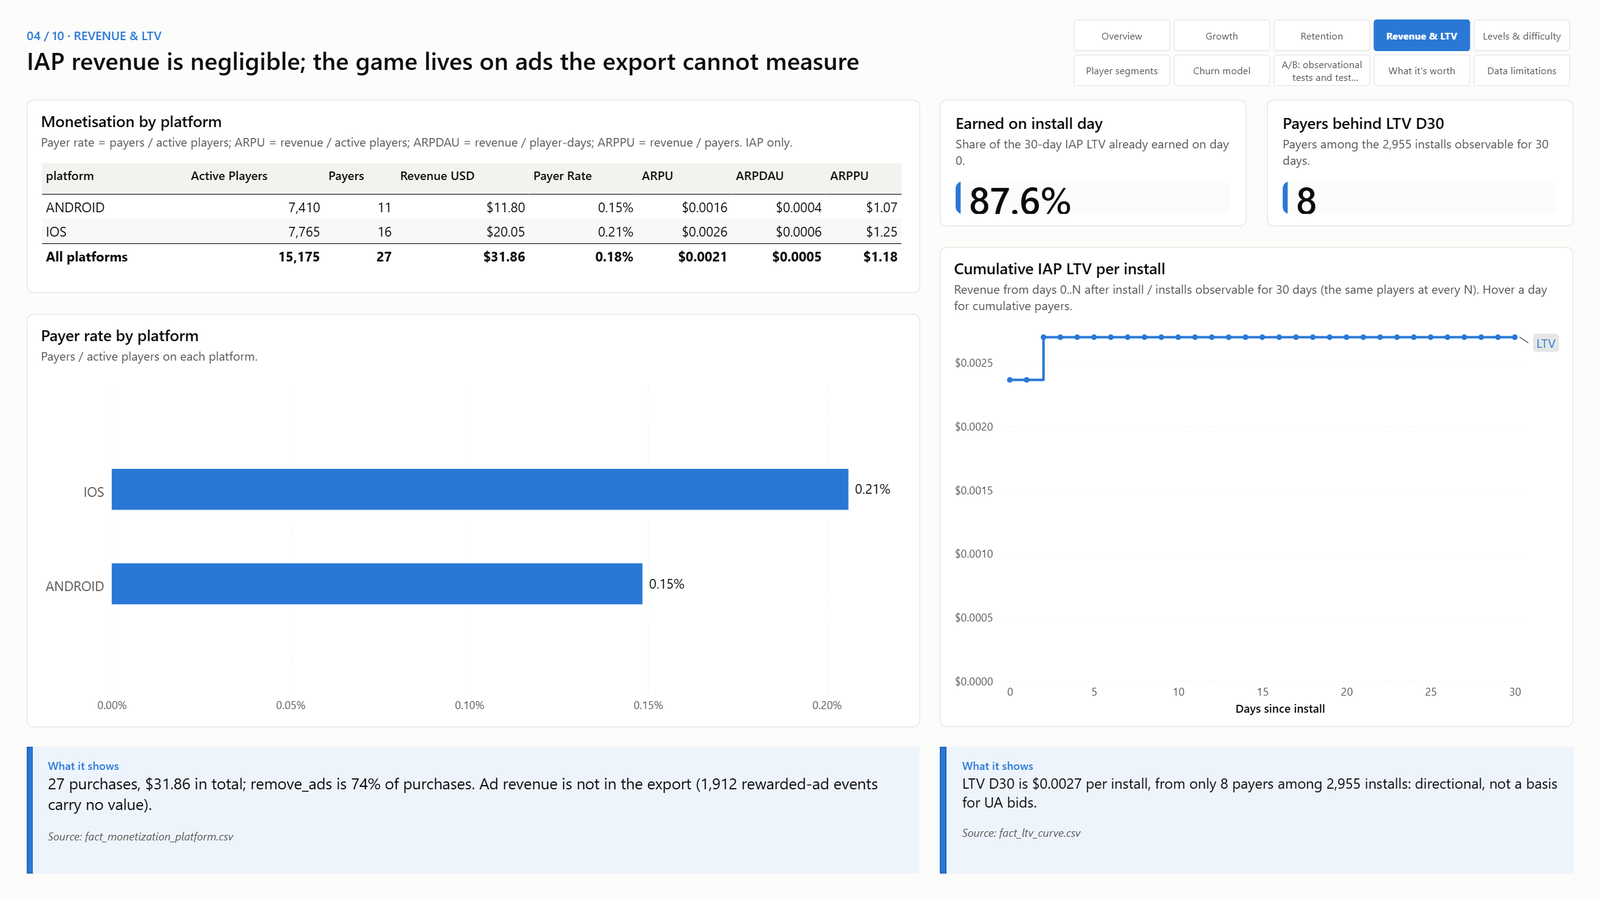 04 / 10 · REVENUE & LTV
IAP revenue is negligible; the game lives on ads the export cannot measure
Overview
Growth
Retention
Revenue & LTV
Levels & difficulty
Player segments
Churn model
A/B: observational
tests and test...
What it's worth
Data limitations
Monetisation by platform
Payer rate = payers / active players; ARPU = revenue / active players; ARPDAU = revenue / player-days; ARPPU = revenue / payers. IAP only.
platform Active Players Payers Revenue USD Payer Rate ARPU ARPDAU ARPPU
ANDROID 7,410 11 $11.80 0.15% $0.0016 $0.0004 $1.07
IOS 7,765 16 $20.05 0.21% $0.0026 $0.0006 $1.25
All platforms 15,175 27 $31.86 0.18% $0.0021 $0.0005 $1.18
Earned on install day
Share of the 30-day IAP LTV already earned on day
0.
87.6%
Payers behind LTV D30
Payers among the 2,955 installs observable for 30
days.
8
Payer rate by platform
Payers / active players on each platform.
IOS
0.21%
ANDROID
0.15%
0.00% 0.05% 0.10% 0.15% 0.20%
Cumulative IAP LTV per install
Revenue from days 0..N after install / installs observable for 30 days (the same players at every N). Hover a day
for cumulative payers.
LTV
$0.0025
$0.0020
$0.0015
$0.0010
$0.0005
$0.0000
0 5 10 15 20 25 30
Days since install
What it shows
27 purchases, $31.86 in total; remove_ads is 74% of purchases. Ad revenue is not in the export (1,912 rewarded-ad events
carry no value).
Source: fact_monetization_platform.csv
What it shows
LTV D30 is $0.0027 per install, from only 8 payers among 2,955 installs: directional, not a basis
for UA bids.
Source: fact_ltv_curve.csv